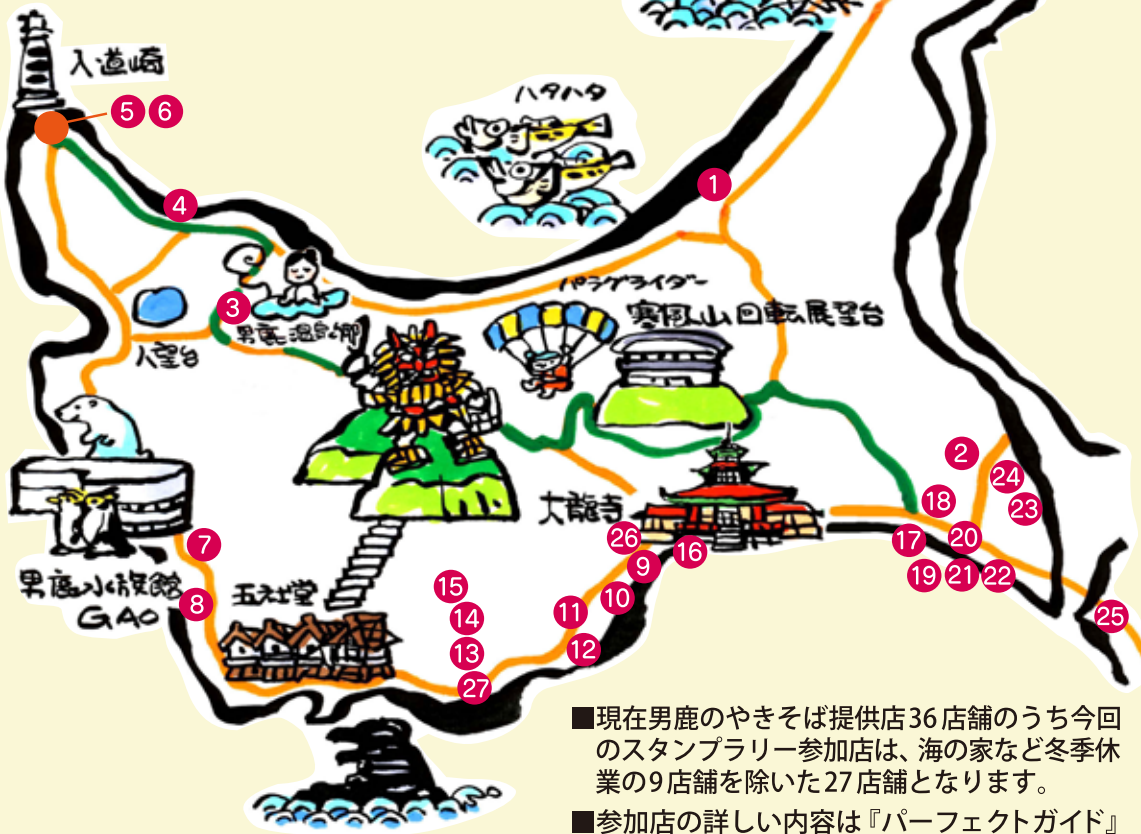 入道崎
5 6
ハタハタ
1
4
パラグライダー
3
男鹿温泉郷
寒風山回転展望台
八望台
2
24
18
23
大龍寺
26
16
17
20
7
9
19
21
22
男鹿水族館
GAO
8
五社堂
15
10
14
11
25
13
12
27
■現在男鹿のやきそば提供店36店舗のうち今回
のスタンプラリー参加店は、海の家など冬季休
業の9店舗を除いた27店舗となります。
■参加店の詳しい内容は『パーフェクトガイド』